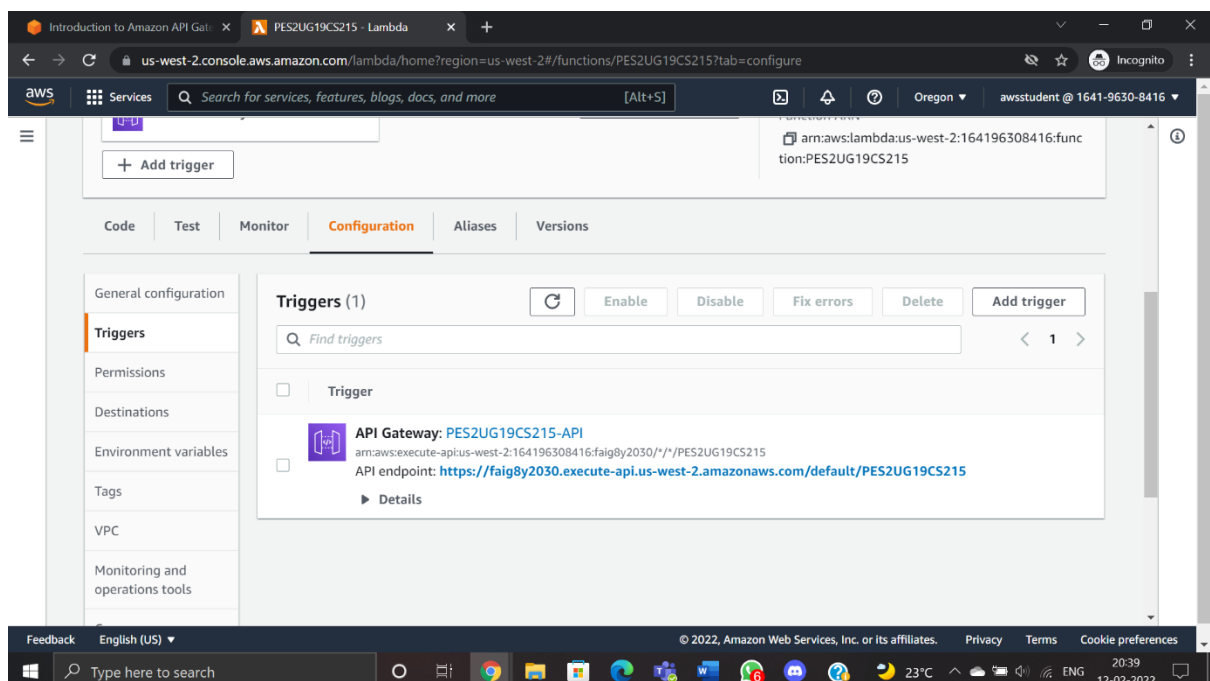 Introduction to Amazon API Gate
PES2UG19CS215 - Lambda
us-west-2.console.aws.amazon.com/lambda/home?region=us-west-2#/functions/PES2UG19CS215?tab=configure
Incognito
aws
Services
Search for services, features, blogs, docs, and more
[Alt+S]
Oregon
awsstudent @ 1641-9630-8416
Function ARN
arn:aws:lambda:us-west-2:164196308416:func
tion:PES2UG19CS215
+ Add trigger
Code
Test
Monitor
Configuration
Aliases
Versions
General configuration
Triggers
Permissions
Destinations
Environment variables
Tags
VPC
Monitoring and
operations tools
Triggers (1)
Enable
Disable
Fix errors
Delete
Add trigger
Find triggers
1
Trigger
API Gateway: PES2UG19CS215-API
arn:aws:execute-api:us-west-2:164196308416:faig8y2030/*/*/PES2UG19CS215
API endpoint: https://faig8y2030.execute-api.us-west-2.amazonaws.com/default/PES2UG19CS215
Details
Feedback
English (US)
© 2022, Amazon Web Services, Inc. or its affiliates.
Privacy
Terms
Cookie preferences
Type here to search
6
23°C
ENG
20:39
12-02-2022